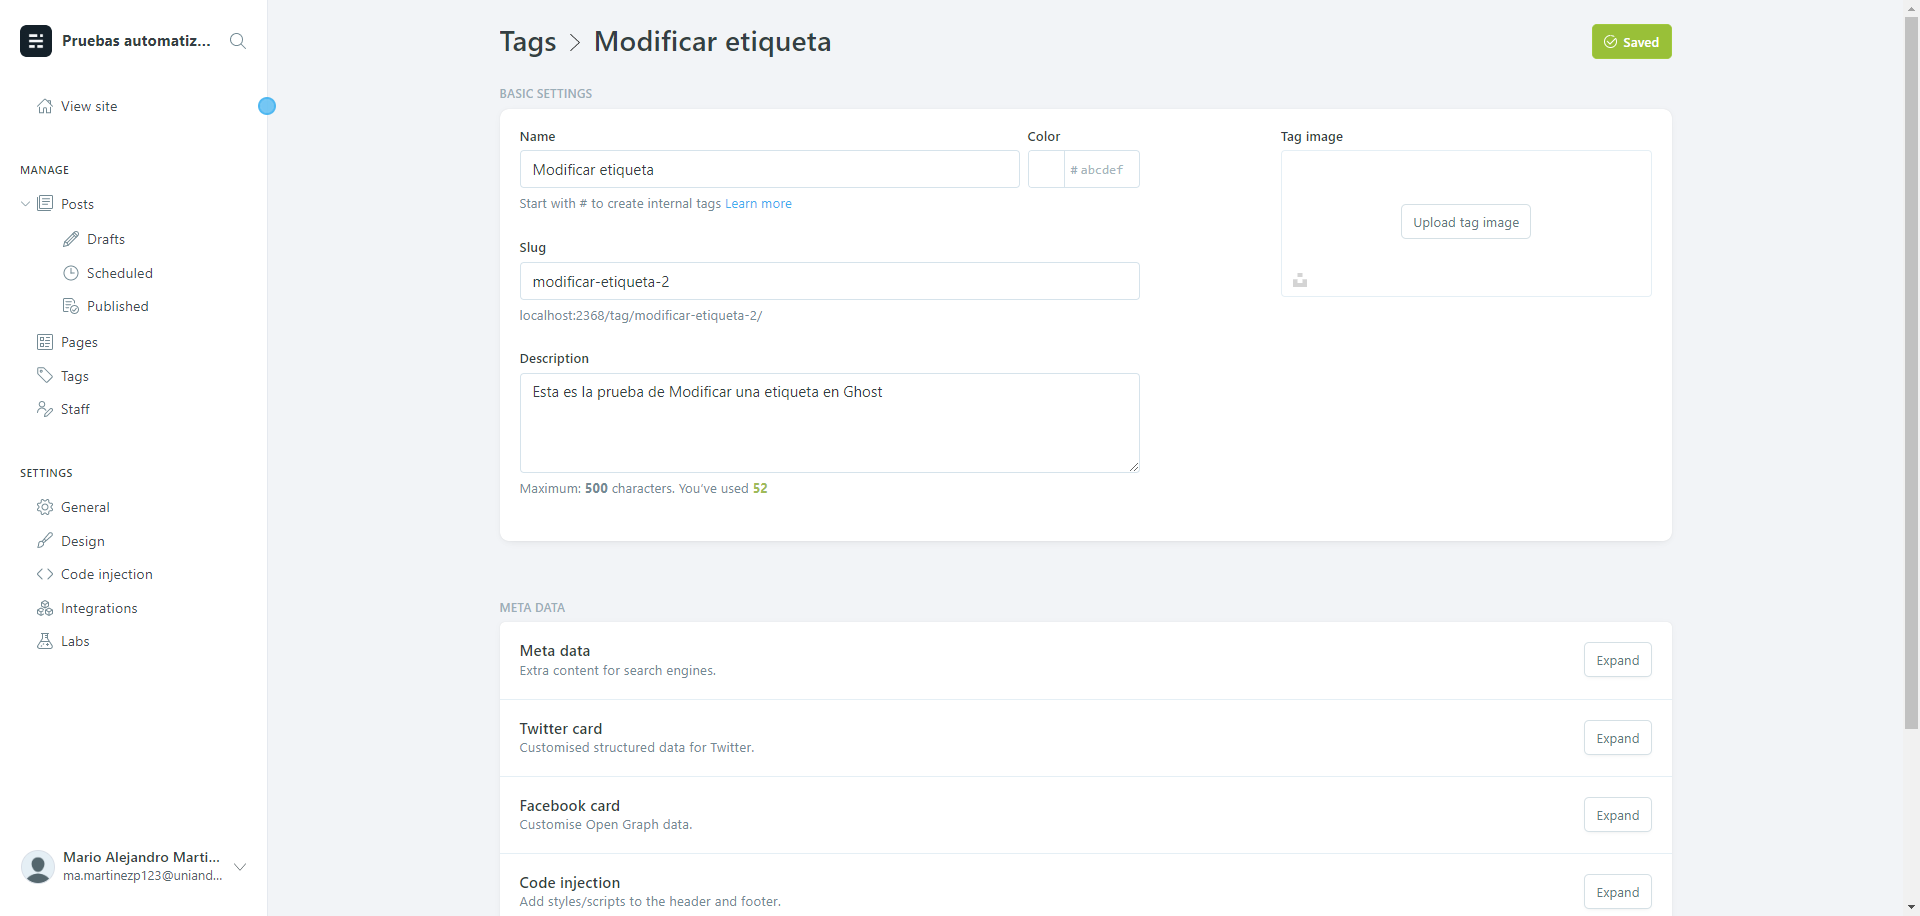 Pruebas automatiz...
View site
MANAGE
Posts
Drafts
Scheduled
Published
Pages
Tags
Staff
SETTINGS
General
Design
Code injection
Integrations
Labs
Mario Alejandro Marti...
ma.martinezp123@uniand...
Tags > Modificar etiqueta
Saved
BASIC SETTINGS
Name
Modificar etiqueta
Start with # to create internal tags Learn more
Color
# abcdef
Slug
modificar-etiqueta-2
localhost:2368/tag/modificar-etiqueta-2/
Description
Esta es la prueba de Modificar una etiqueta en Ghost
Maximum: 500 characters. You've used 52
Tag image
Upload tag image
META DATA
Meta data
Extra content for search engines.
Expand
Twitter card
Customised structured data for Twitter.
Expand
Facebook card
Customise Open Graph data.
Expand
Code injection
Add styles/scripts to the header and footer.
Expand